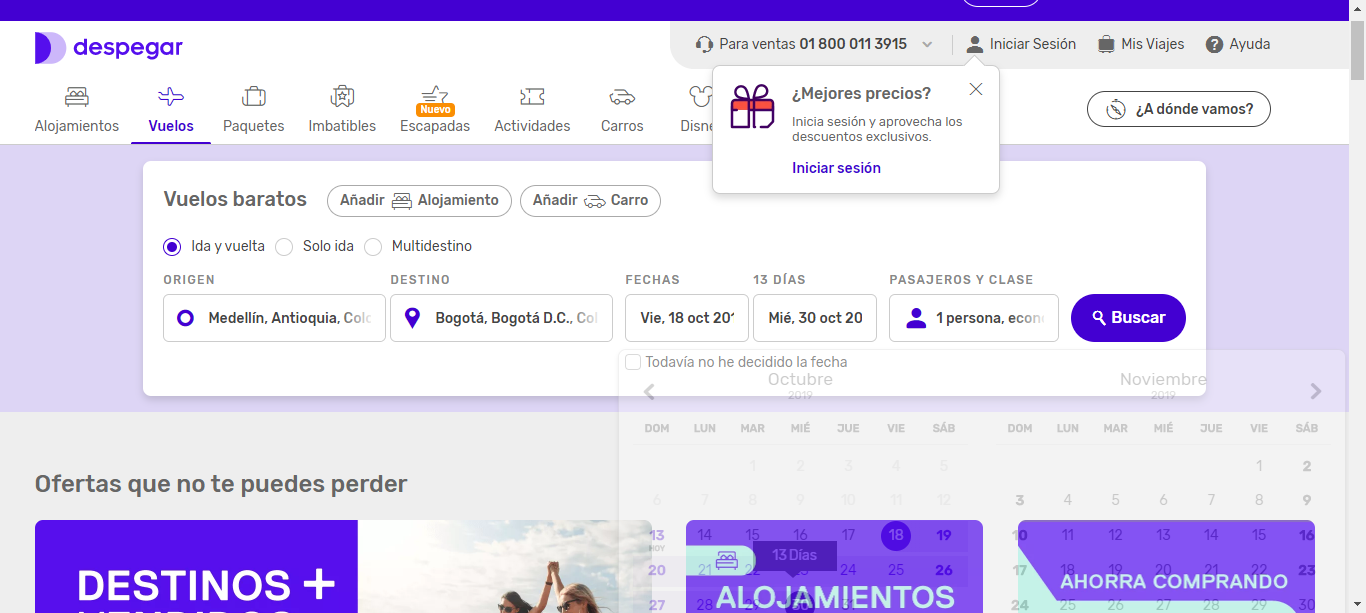 despegar
Para ventas 01 800 011 3915
Iniciar Sesión
Mis Viajes
Ayuda
Alojamientos
Vuelos
Paquetes
Imbatibles
Nuevo
Escapadas
Actividades
Carros
Disne
¿A dónde vamos?
¿Mejores precios?
Inicia sesión y aprovecha los
descuentos exclusivos.
Iniciar sesión
Vuelos baratos
Añadir Alojamiento
Añadir Carro
Ida y vuelta
Solo ida
Multidestino
ORIGEN
DESTINO
FECHAS
13 DÍAS
PASAJEROS Y CLASE
Medellín, Antioquia, Colo
Bogotá, Bogotá D.C., Col
Vie, 18 oct 201
Mié, 30 oct 20
1 persona, econ
Buscar
Todavía no he decidido la fecha
Octubre
2019
Noviembre
2019
DOM LUN MAR MIÉ JUE VIE SÁB
DOM LUN MAR MIÉ JUE VIE SÁB
1 2 3 4 5
1 2
6 7 8 9 10 11 12
3 4 5 6 7 8 9
13 14 15 16 17 18 19
HOY
10 11 12 13 14 15 16
13 Días
20 21 22 23 24 25 26
17 18 19 20 21 22 23
27 28 29 30 31
24 25 26 27 28 29 30
Ofertas que no te puedes perder
DESTINOS +
VENDIDOS
ALOJAMIENTOS
AHORRA COMPRANDO